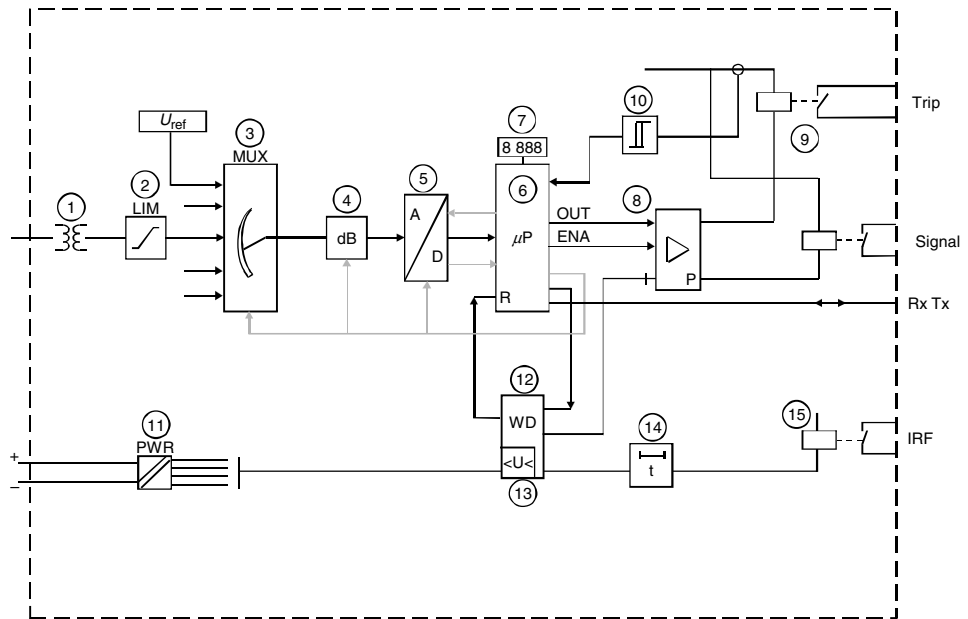 U ref
3
MUX
7
8 888
10
Trip
9
1
2
LIM
4
dB
5
A
D
6
μP
OUT
ENA
8
P
Signal
R
Rx Tx
11
PWR
+
–
12
WD
<U<
13
14
t
15
IRF